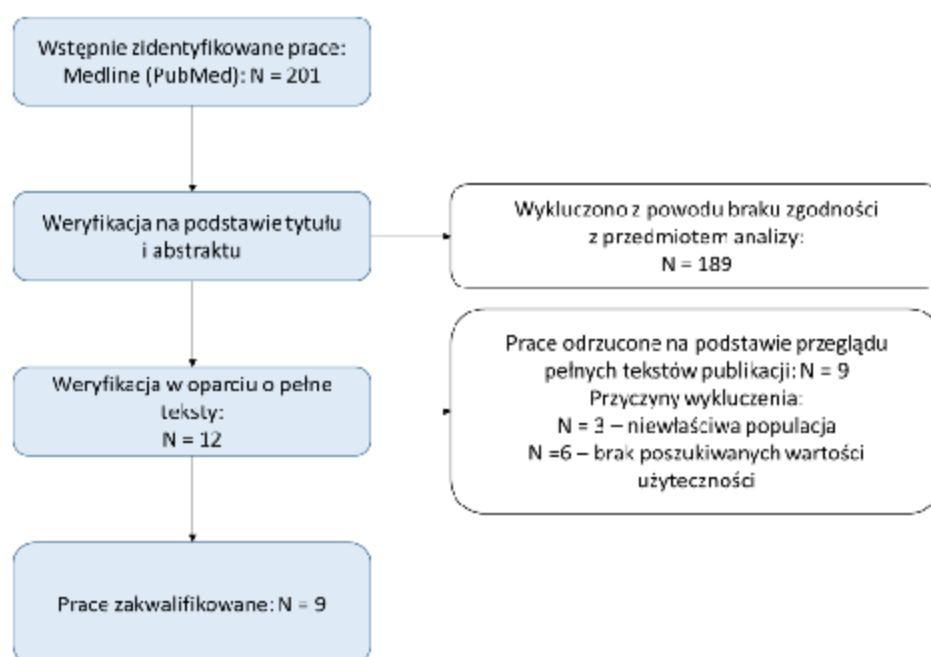 Wstępnie zidentyfikowane prace:
Medline (PubMed): N = 201
Weryfikacja na podstawie tytułu
i abstraktu
Wykluczono z powodu braku zgodności
z przedmiotem analizy:
N = 189
Weryfikacja w oparciu o pełne
teksty:
N = 12
Prace odrzucone na podstawie przeglądu
pełnych tekstów publikacji: N = 9
Przyczyny wykluczenia:
N = 3 – niewłaściwa populacja
N =6 – brak poszukiwanych wartości
użyteczności
Prace zakwalifikowane: N = 9